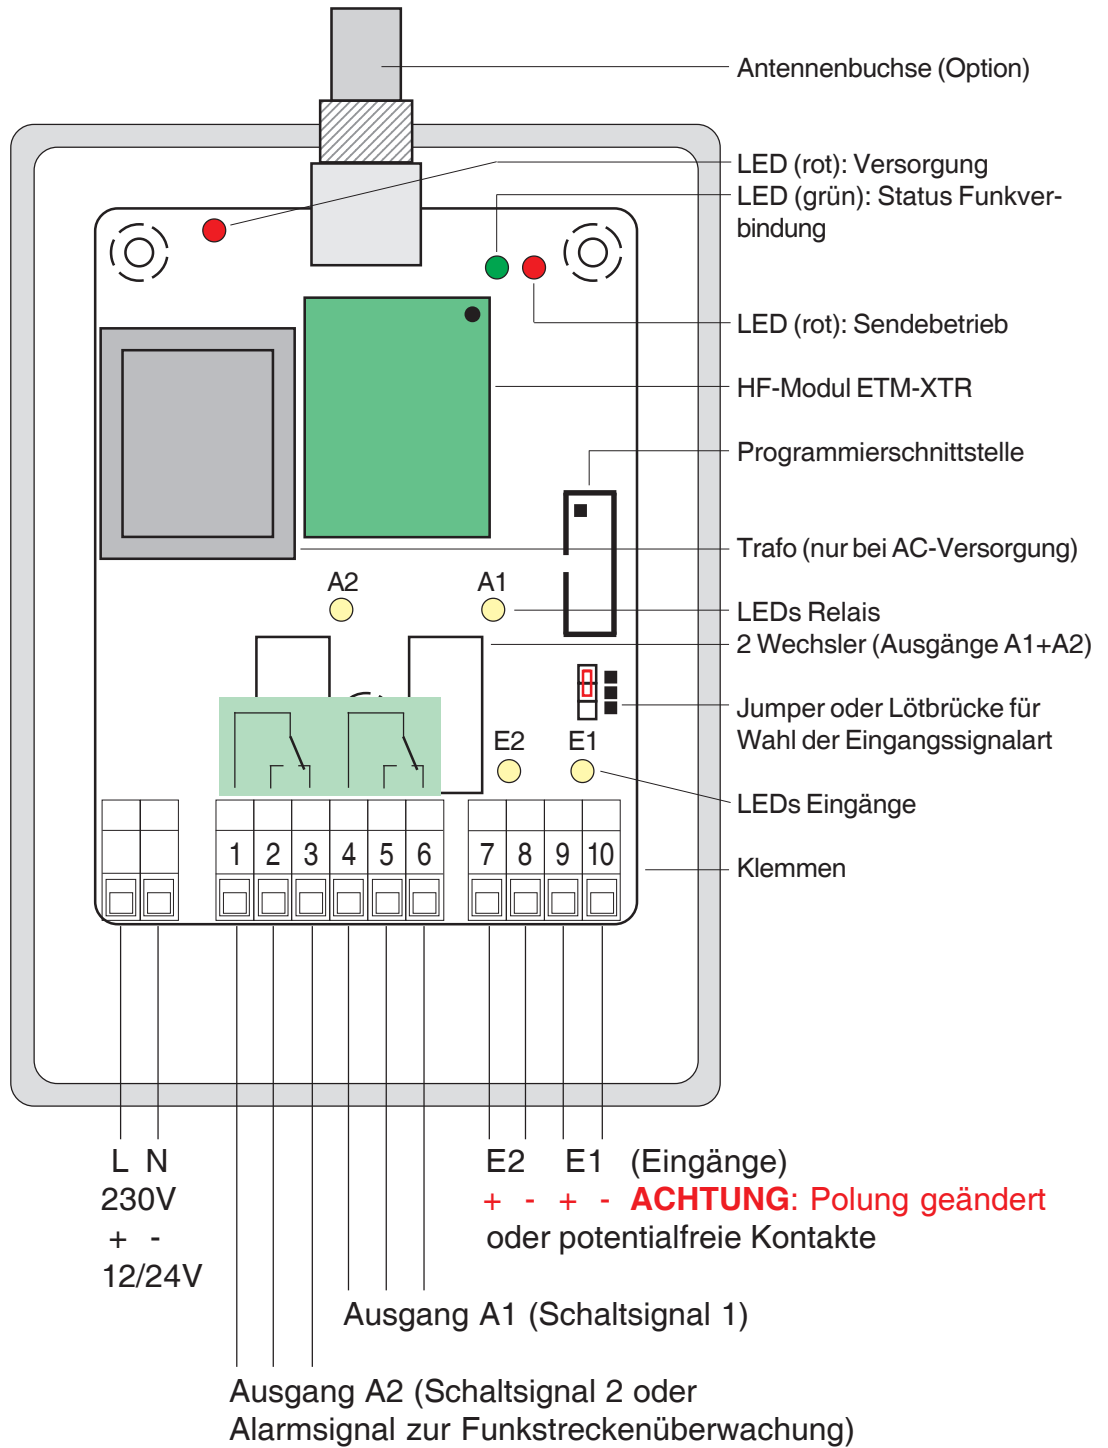 Antennenbuchse (Option)
LED (rot): Versorgung
LED (grün): Status Funkver-
bindung
LED (rot): Sendebetrieb
HF-Modul ETM-XTR
Programmierschnittstelle
Trafo (nur bei AC-Versorgung)
A2 A1
LEDs Relais
2 Wechsler (Ausgänge A1+A2)
Jumper oder Lötbrücke für
Wahl der Eingangssignalart
E2 E1
LEDs Eingänge
1 2 3 4 5 6 7 8 9 10
Klemmen
L N
230V
+ -
12/24V
E2 E1 (Eingänge)
+ - + - ACHTUNG: Polung geändert
oder potentialfreie Kontakte
Ausgang A1 (Schaltsignal 1)
Ausgang A2 (Schaltsignal 2 oder
Alarmsignal zur Funkstreckenüberwachung)